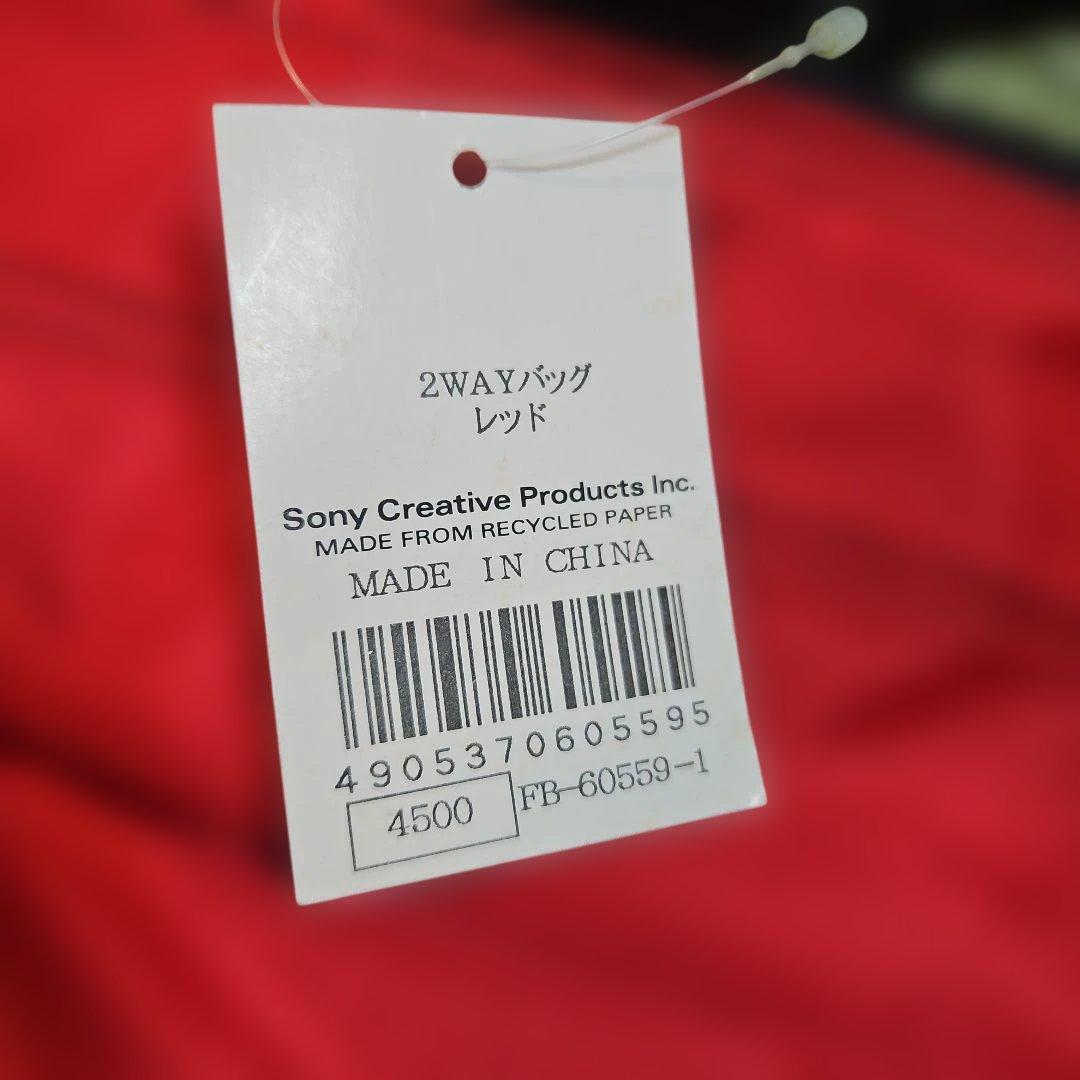 2WAYバッグ
レッド
Sony Creative Products Inc.
MADE FROM RECYCLED PAPER
MADE IN CHINA
4905370605595
4500 FB-60559-1